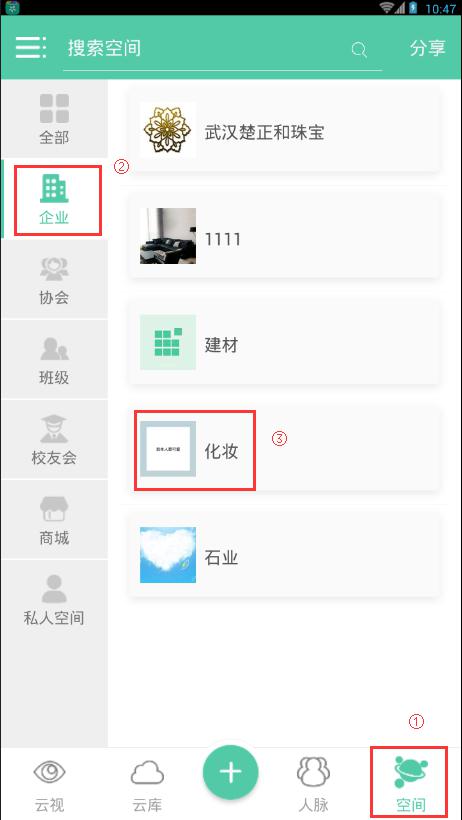 10:47
搜索空间
分享
全部
②
企业
协会
班级
校友会
商城
私人空间
武汉楚正和珠宝
1111
建材
化妆
③
石业
①
云视
云库
人脉
空间